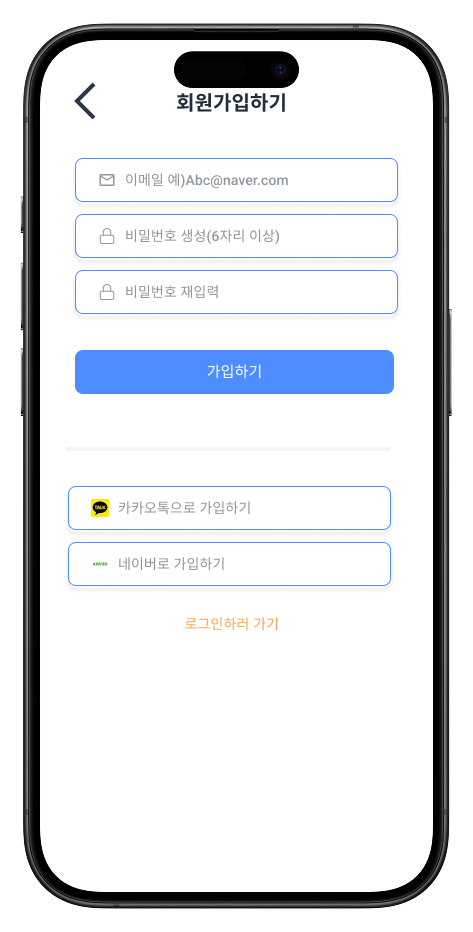 회원가입하기
이메일 예)Abc@naver.com
비밀번호 생성(6자리 이상)
비밀번호 재입력
가입하기
TALK 카카오톡으로 가입하기
NAVER 네이버로 가입하기
로그인하러 가기